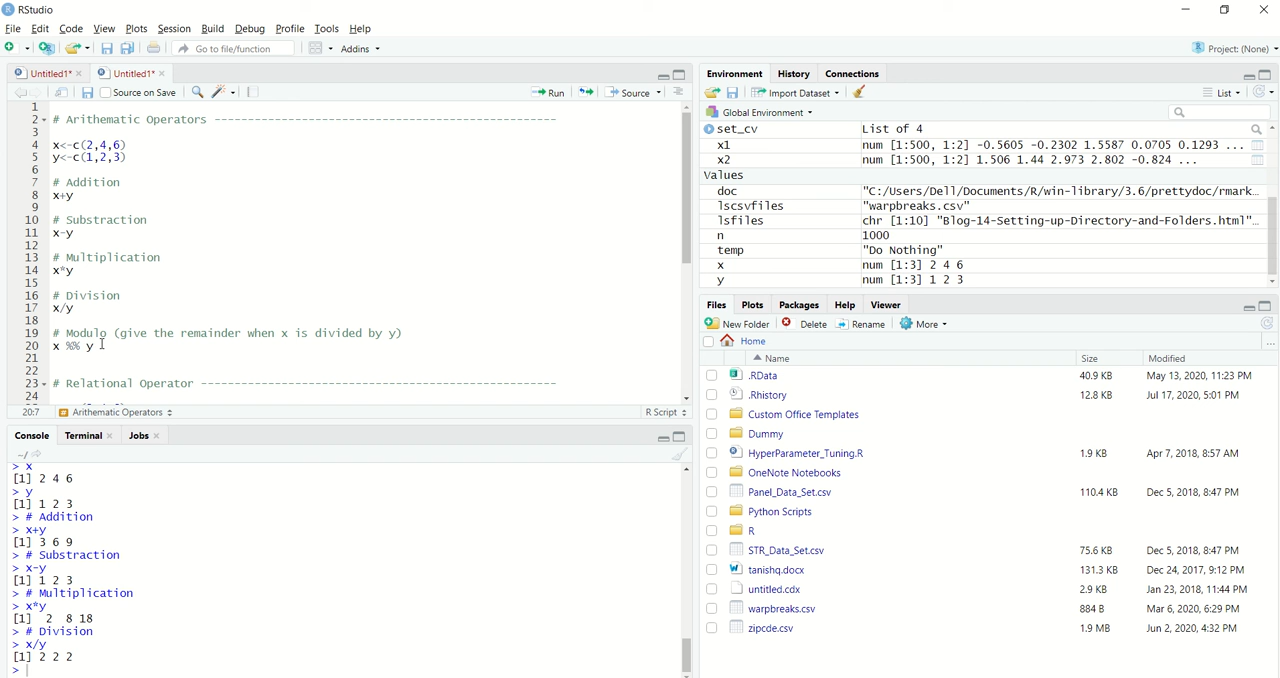 RStudio
File Edit Code View Plots Session Build Debug Profile Tools Help
Go to file/function Addins Project: (None)
Untitled1* Untitled1*
Source on Save Run Source
1
2 # Arithematic Operators ----------------------------------------------------
3
4 x<-c(2,4,6)
5 y<-c(1,2,3)
6
7 # Addition
8 x+y
9
10 # Substraction
11 x-y
12
13 # Multiplication
14 x*y
15
16 # Division
17 x/y
18
19 # Modulo (give the remainder when x is divided by y)
20 x %% y
21
22
23 # Relational Operator ------------------------------------------------------
24
20:7 Arithematic Operators R Script
Console Terminal Jobs
~/
> x
[1] 2 4 6
> y
[1] 1 2 3
> # Addition
> x+y
[1] 3 6 9
> # Substraction
> x-y
[1] 1 2 3
> # Multiplication
> x*y
[1]  2  8 18
> # Division
> x/y
[1] 2 2 2
>
Environment History Connections
Import Dataset List
Global Environment
set_cv List of 4
x1 num [1:500, 1:2] -0.5605 -0.2302 1.5587 0.0705 0.1293 ...
x2 num [1:500, 1:2] 1.506 1.44 2.973 2.802 -0.824 ...
Values
doc "C:/Users/Dell/Documents/R/win-library/3.6/prettydoc/rmark…
lscsvfiles "warpbreaks.csv"
lsfiles chr [1:10] "Blog-14-Setting-up-Directory-and-Folders.html"…
n 1000
temp "Do Nothing"
x num [1:3] 2 4 6
y num [1:3] 1 2 3
Files Plots Packages Help Viewer
New Folder Delete Rename More
Home ...
Name Size Modified
.RData 40.9 KB May 13, 2020, 11:23 PM
.Rhistory 12.8 KB Jul 17, 2020, 5:01 PM
Custom Office Templates
Dummy
HyperParameter_Tuning.R 1.9 KB Apr 7, 2018, 8:57 AM
OneNote Notebooks
Panel_Data_Set.csv 110.4 KB Dec 5, 2018, 8:47 PM
Python Scripts
R
STR_Data_Set.csv 75.6 KB Dec 5, 2018, 8:47 PM
tanishq.docx 131.3 KB Dec 24, 2017, 9:12 PM
untitled.cdx 2.9 KB Jan 23, 2018, 11:44 PM
warpbreaks.csv 884 B Mar 6, 2020, 6:29 PM
zipcde.csv 1.9 MB Jun 2, 2020, 4:32 PM